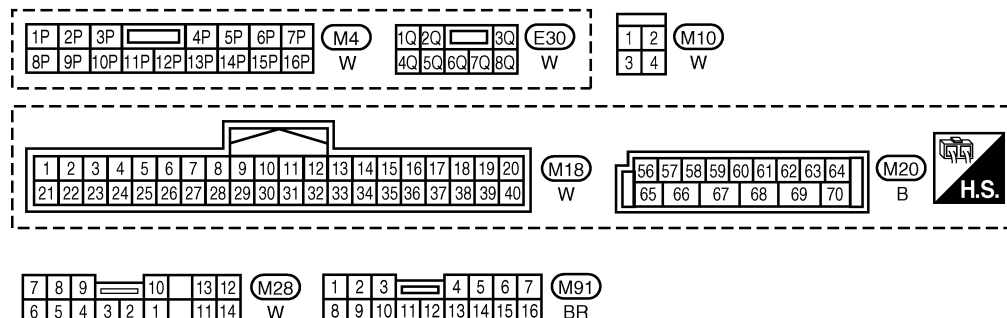 1P 2P 3P 4P 5P 6P 7P M4
8P 9P 10P 11P 12P 13P 14P 15P 16P W
1Q 2Q 3Q E30
4Q 5Q 6Q 7Q 8Q W
1 2 M10
3 4 W
1 2 3 4 5 6 7 8 9 10 11 12 13 14 15 16 17 18 19 20 M18
21 22 23 24 25 26 27 28 29 30 31 32 33 34 35 36 37 38 39 40 W
56 57 58 59 60 61 62 63 64 M20
65 66 67 68 69 70 B
H.S.
7 8 9 10 13 12 M28
6 5 4 3 2 1 11 14 W
1 2 3 4 5 6 7 M91
8 9 10 11 12 13 14 15 16 BR